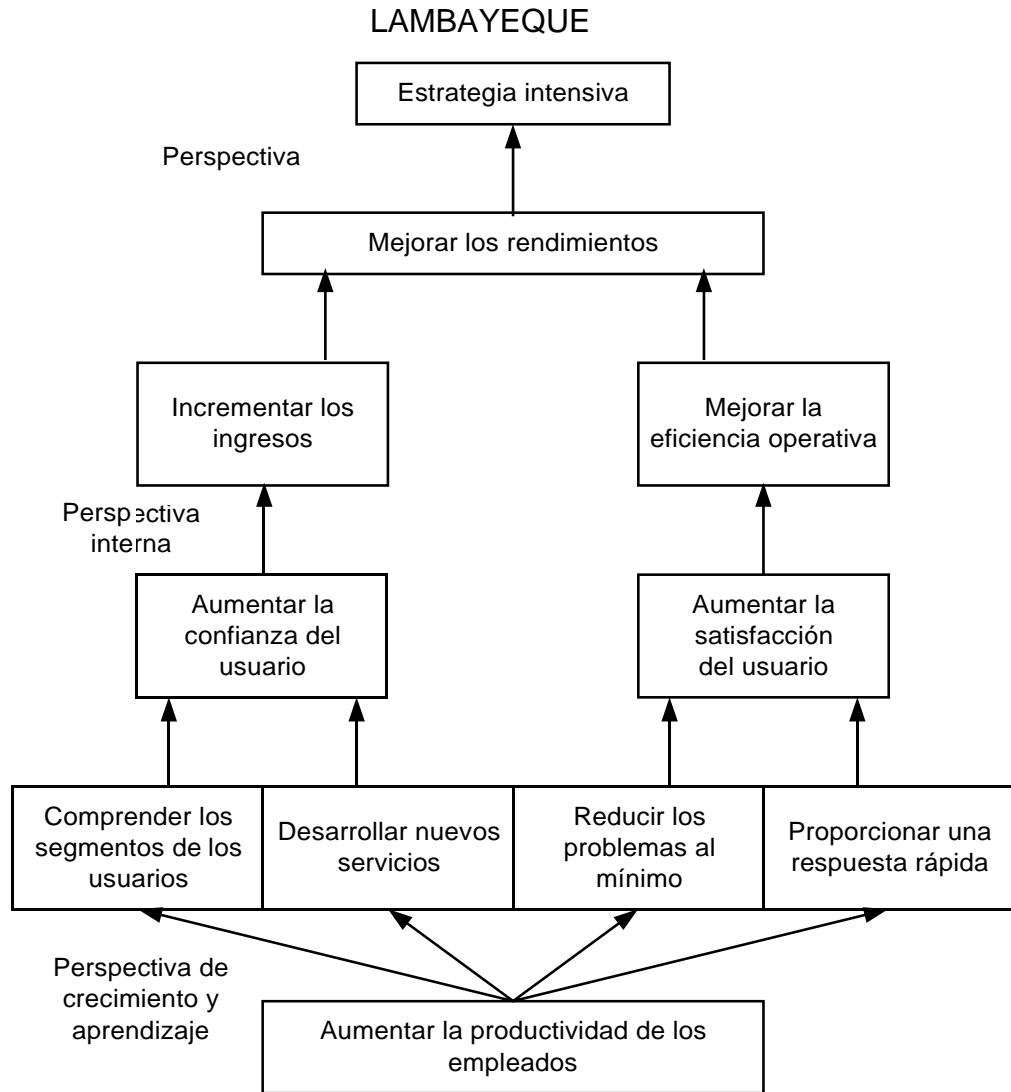 LAMBAYEQUE
Estrategia intensiva
Perspectiva
Mejorar los rendimientos
Incrementar los
ingresos
Mejorar la
eficiencia operativa
Perspectiva
interna
Aumentar la
confianza del
usuario
Aumentar la
satisfacción
del usuario
Comprender los
segmentos de los
usuarios
Desarrollar nuevos
servicios
Reducir los
problemas al
mínimo
Proporcionar una
respuesta rápida
Perspectiva de
crecimiento y
aprendizaje
Aumentar la productividad de los
empleados